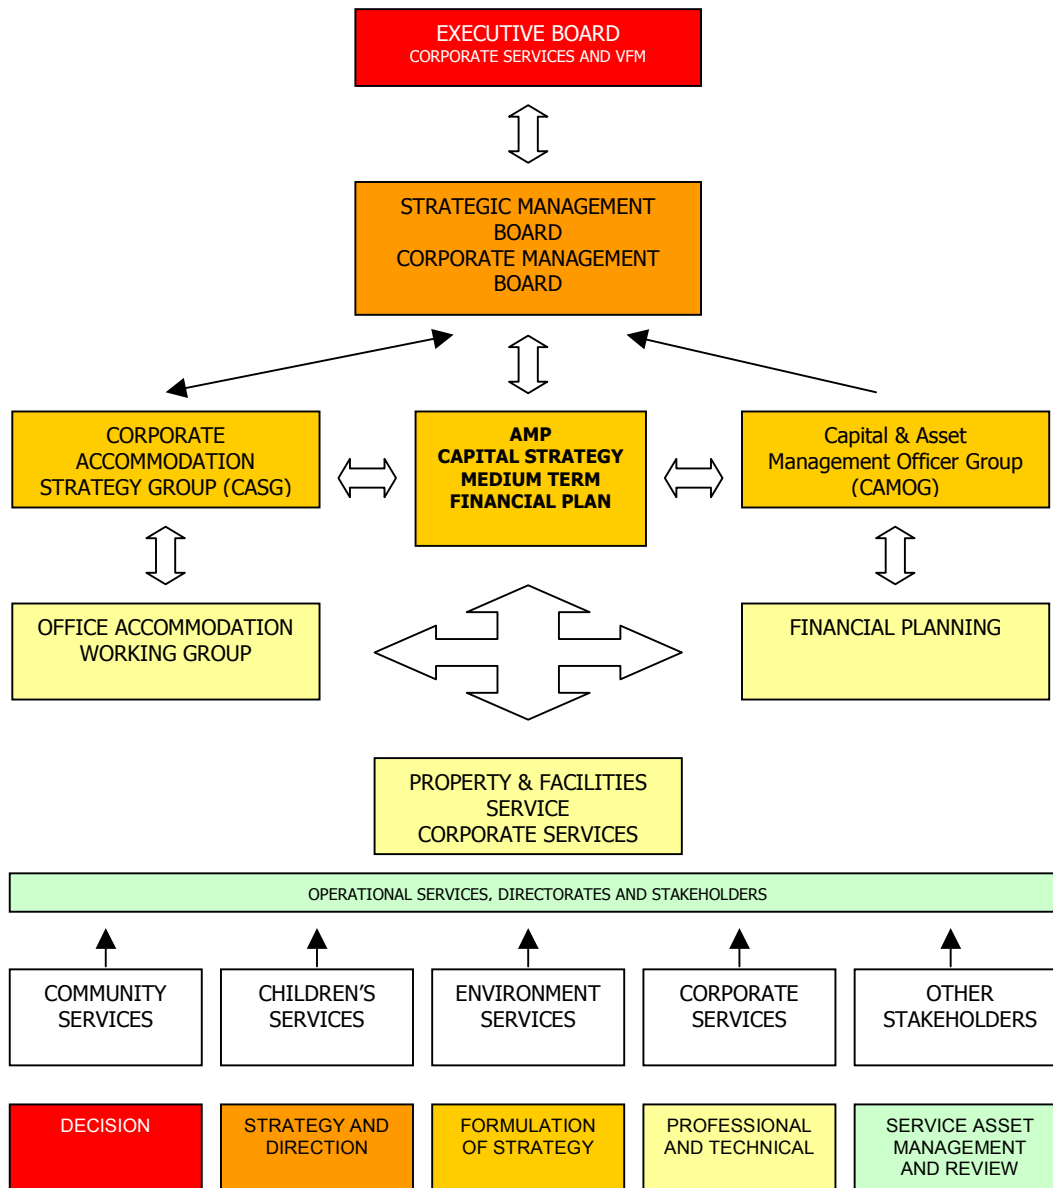 EXECUTIVE BOARD
CORPORATE SERVICES AND VFM
STRATEGIC MANAGEMENT
BOARD
CORPORATE MANAGEMENT
BOARD
CORPORATE
ACCOMMODATION
STRATEGY GROUP (CASG)
AMP
CAPITAL STRATEGY
MEDIUM TERM
FINANCIAL PLAN
Capital & Asset
Management Officer Group
(CAMOG)
OFFICE ACCOMMODATION
WORKING GROUP
FINANCIAL PLANNING
PROPERTY & FACILITIES
SERVICE
CORPORATE SERVICES
OPERATIONAL SERVICES, DIRECTORATES AND STAKEHOLDERS
COMMUNITY
SERVICES
CHILDREN'S
SERVICES
ENVIRONMENT
SERVICES
CORPORATE
SERVICES
OTHER
STAKEHOLDERS
DECISION
STRATEGY AND
DIRECTION
FORMULATION
OF STRATEGY
PROFESSIONAL
AND TECHNICAL
SERVICE ASSET
MANAGEMENT
AND REVIEW